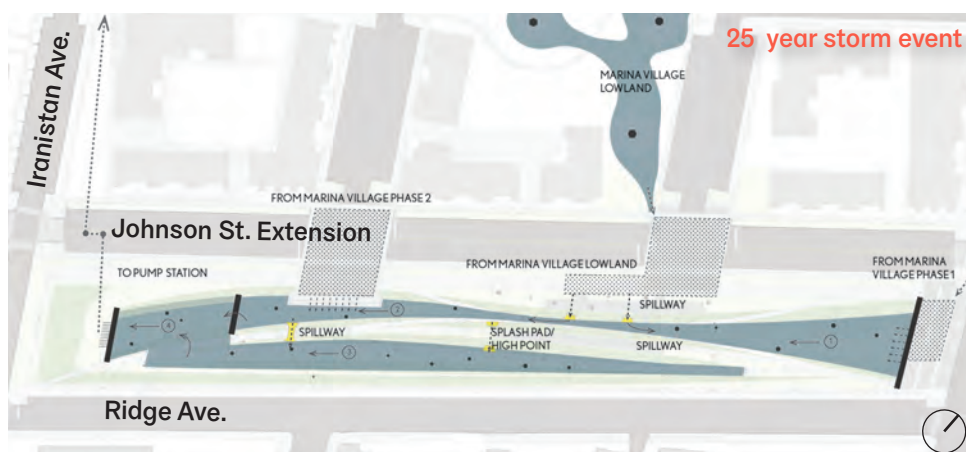 25 year storm event
Iranistan Ave.
MARINA VILLAGE
LOWLAND
FROM MARINA VILLAGE PHASE 2
Johnson St. Extension
TO PUMP STATION
FROM MARINA VILLAGE LOWLAND
FROM MARINA
VILLAGE PHASE 1
SPILLWAY
SPILLWAY
SPLASH PAD/
HIGH POINT
SPILLWAY
4
2
3
1
Ridge Ave.